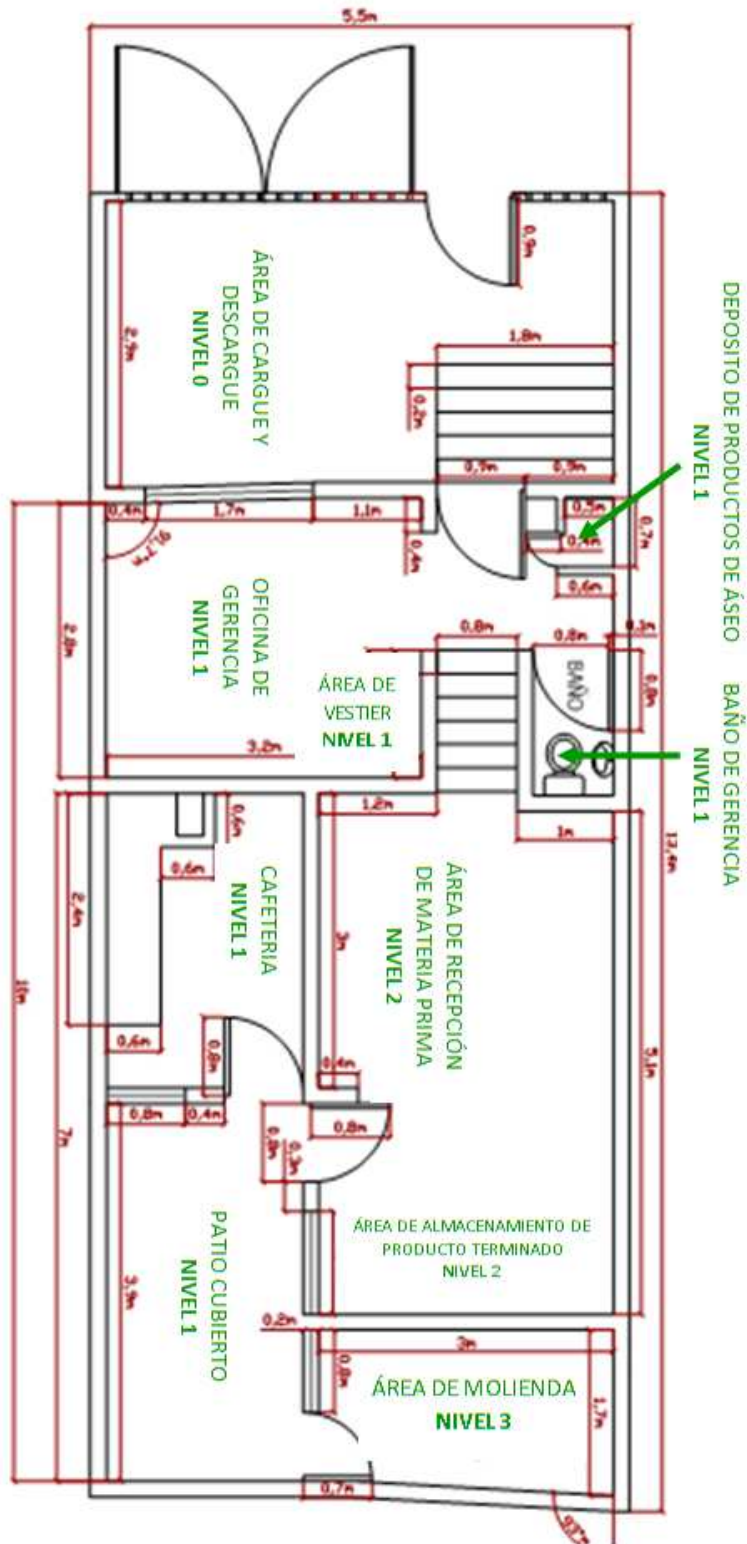 5,5m
ÁREA DE CARGUE Y
DESCARGUE
NIVEL 0
0,9m
2,9m
1,8m
0,2m
0,9m
0,9m
DEPOSITO DE PRODUCTOS DE ÁSEO
NIVEL 1
BAÑO DE GERENCIA
NIVEL 1
0,4m
1,7m
1,1m
0,4m
0,5m
0,4m
0,7m
0,6m
OFICINA DE
GERENCIA
NIVEL 1
2,8m
3,2m
ÁREA DE
VESTIER
NIVEL 1
0,8m
0,8m
0,8m
BAÑO
13,4m
1,2m
1m
0,6m
0,6m
CAFETERIA
NIVEL 1
2,4m
0,6m
0,8m
ÁREA DE RECEPCIÓN
DE MATERIA PRIMA
NIVEL 2
3m
5,1m
10m
7m
0,4m
0,8m
0,4m
0,8m
0,8m
0,3m
PATIO CUBIERTO
NIVEL 1
3,9m
ÁREA DE ALMACENAMIENTO DE
PRODUCTO TERMINADO
NIVEL 2
0,2m
3m
0,8m
ÁREA DE MOLIENDA
NIVEL 3
1,7m
0,7m
93°